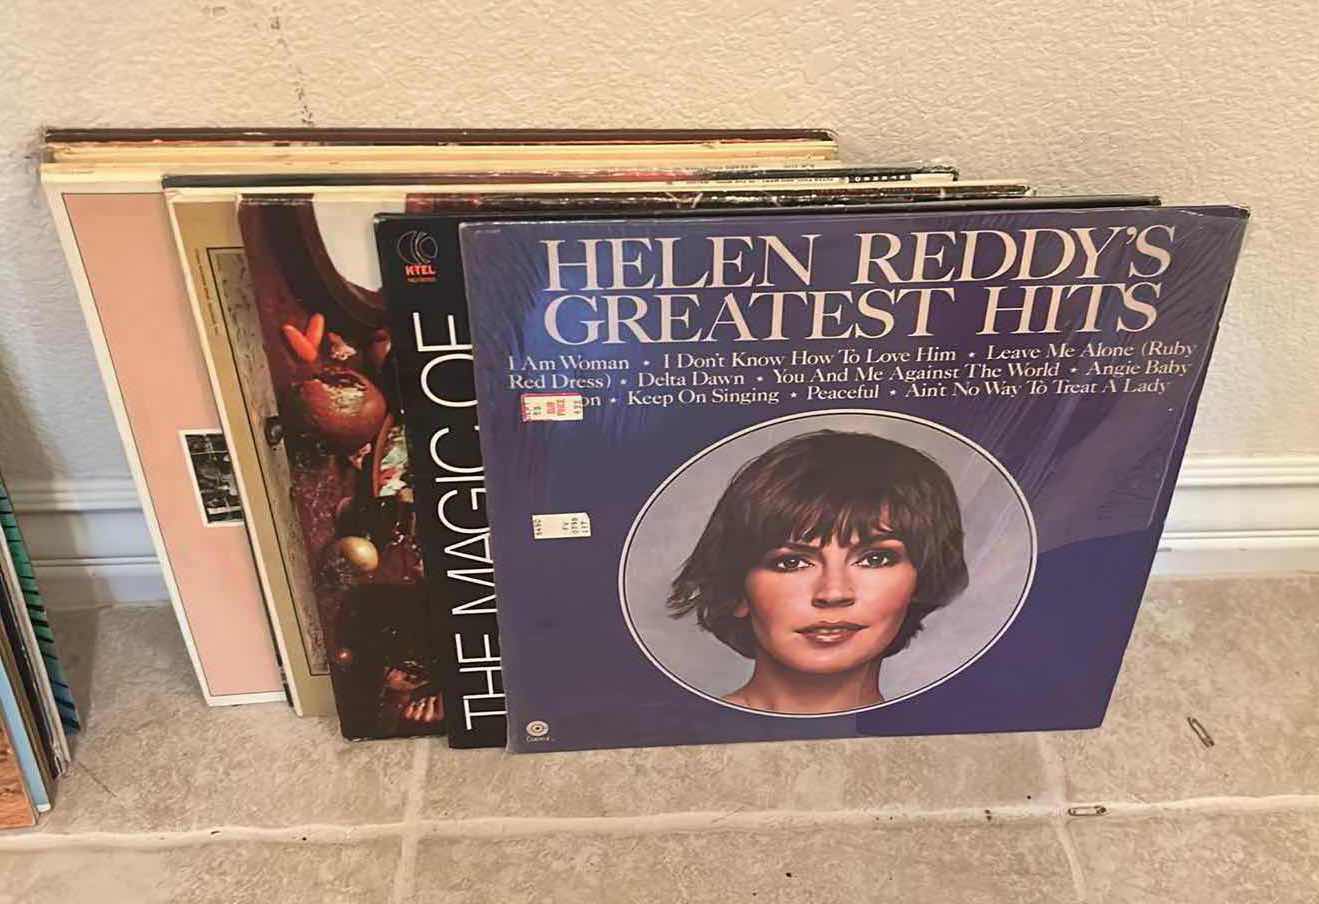 HELEN REDDY'S
GREATEST HITS
I Am Woman • I Don't Know How To Love Him • Leave Me Alone (Ruby
Red Dress) • Delta Dawn • You And Me Against The World • Angie Baby
on • Keep On Singing • Peaceful • Ain't No Way To Treat A Lady
KTEL
THE MAGIC OF